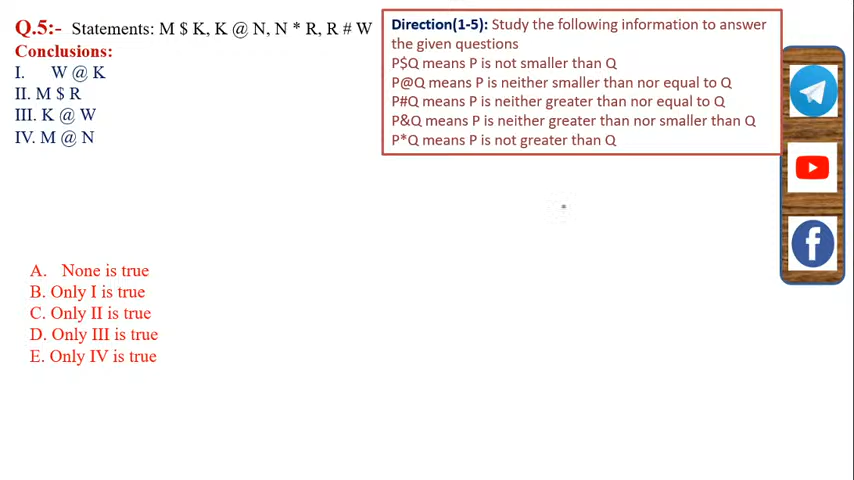 Q.5:- Statements: M $ K, K @ N, N * R, R # W
Conclusions:
I. W @ K
II. M $ R
III. K @ W
IV. M @ N
Direction(1-5): Study the following information to answer
the given questions
P$Q means P is not smaller than Q
P@Q means P is neither smaller than nor equal to Q
P#Q means P is neither greater than nor equal to Q
P&Q means P is neither greater than nor smaller than Q
P*Q means P is not greater than Q
A. None is true
B. Only I is true
C. Only II is true
D. Only III is true
E. Only IV is true